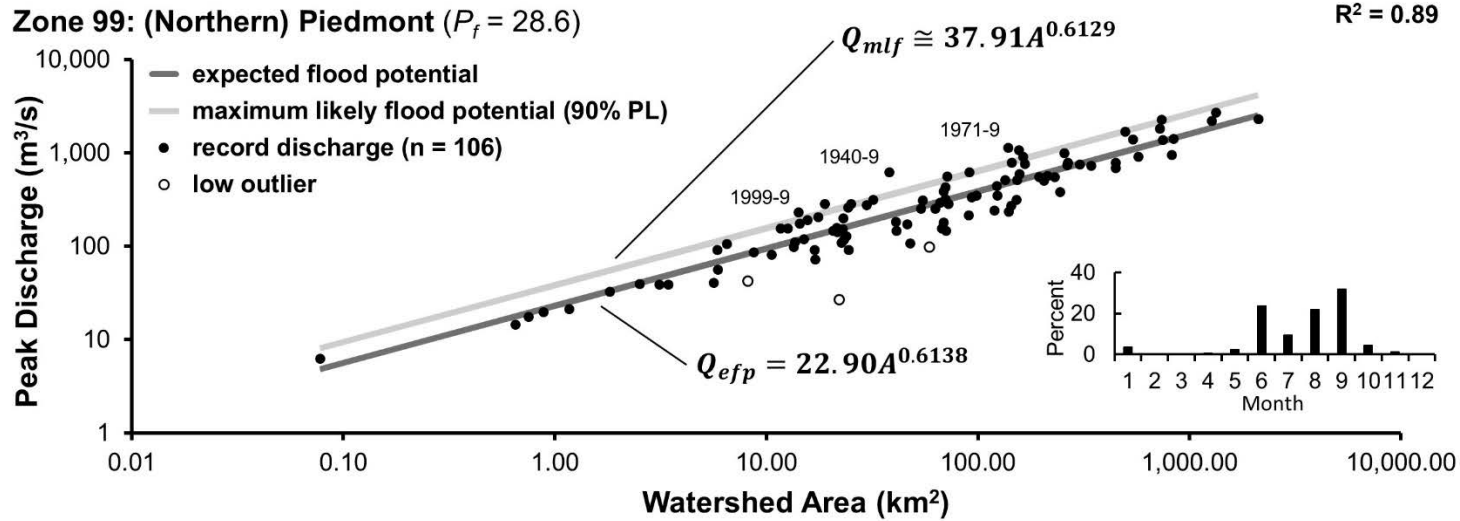 Zone 99: (Northern) Piedmont (P_f = 28.6)
R² = 0.89
Q_mlf ≅ 37.91A^0.6129
10,000
1,000
100
10
1
Peak Discharge (m³/s)
expected flood potential
maximum likely flood potential (90% PL)
record discharge (n = 106)
low outlier
1999-9
1940-9
1971-9
Q_efp = 22.90A^0.6138
40
20
0
Percent
1 2 3 4 5 6 7 8 9 10 11 12
Month
0.01 0.10 1.00 10.00 100.00 1,000.00 10,000.00
Watershed Area (km²)